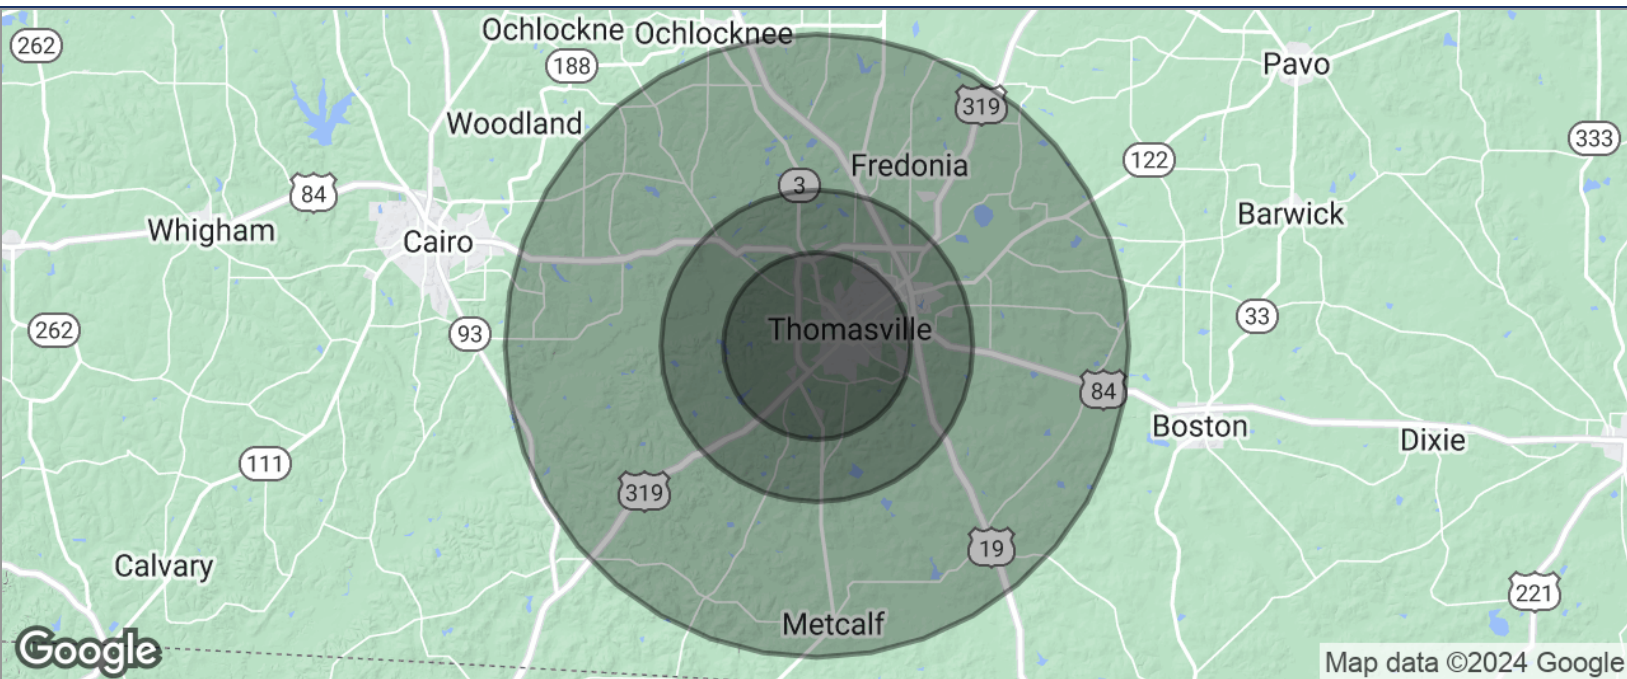 Ochlockne Ochlocknee
262
188
Pavo
319
Woodland
333
122
Fredonia
3
84
Barwick
Whigham
Cairo
33
262
Thomasville
93
84
Boston
Dixie
111
319
19
Calvary
221
Metcalf
Google
Map data ©2024 Google